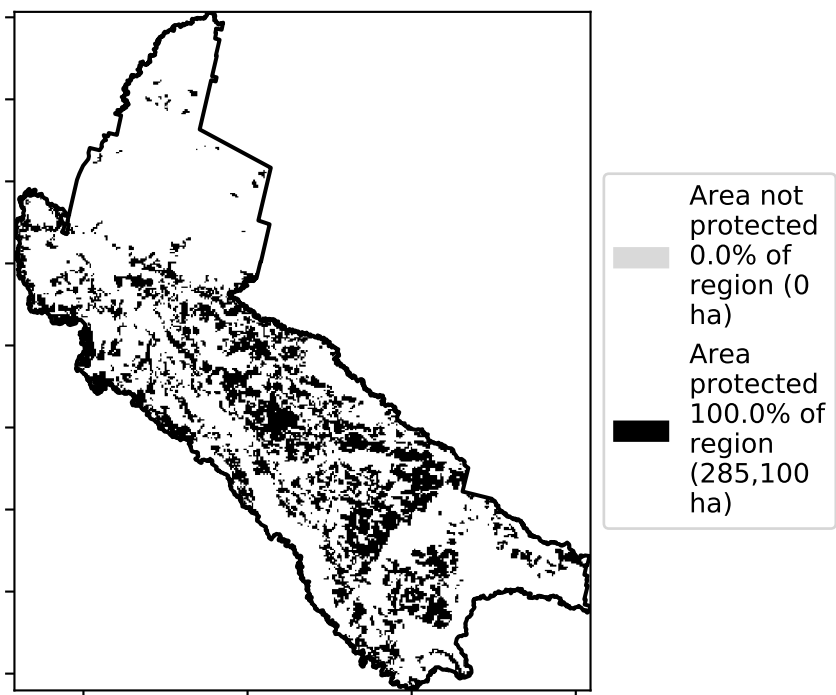 Area not
protected
0.0% of
region (0
ha)
Area
protected
100.0% of
region
(285,100
ha)